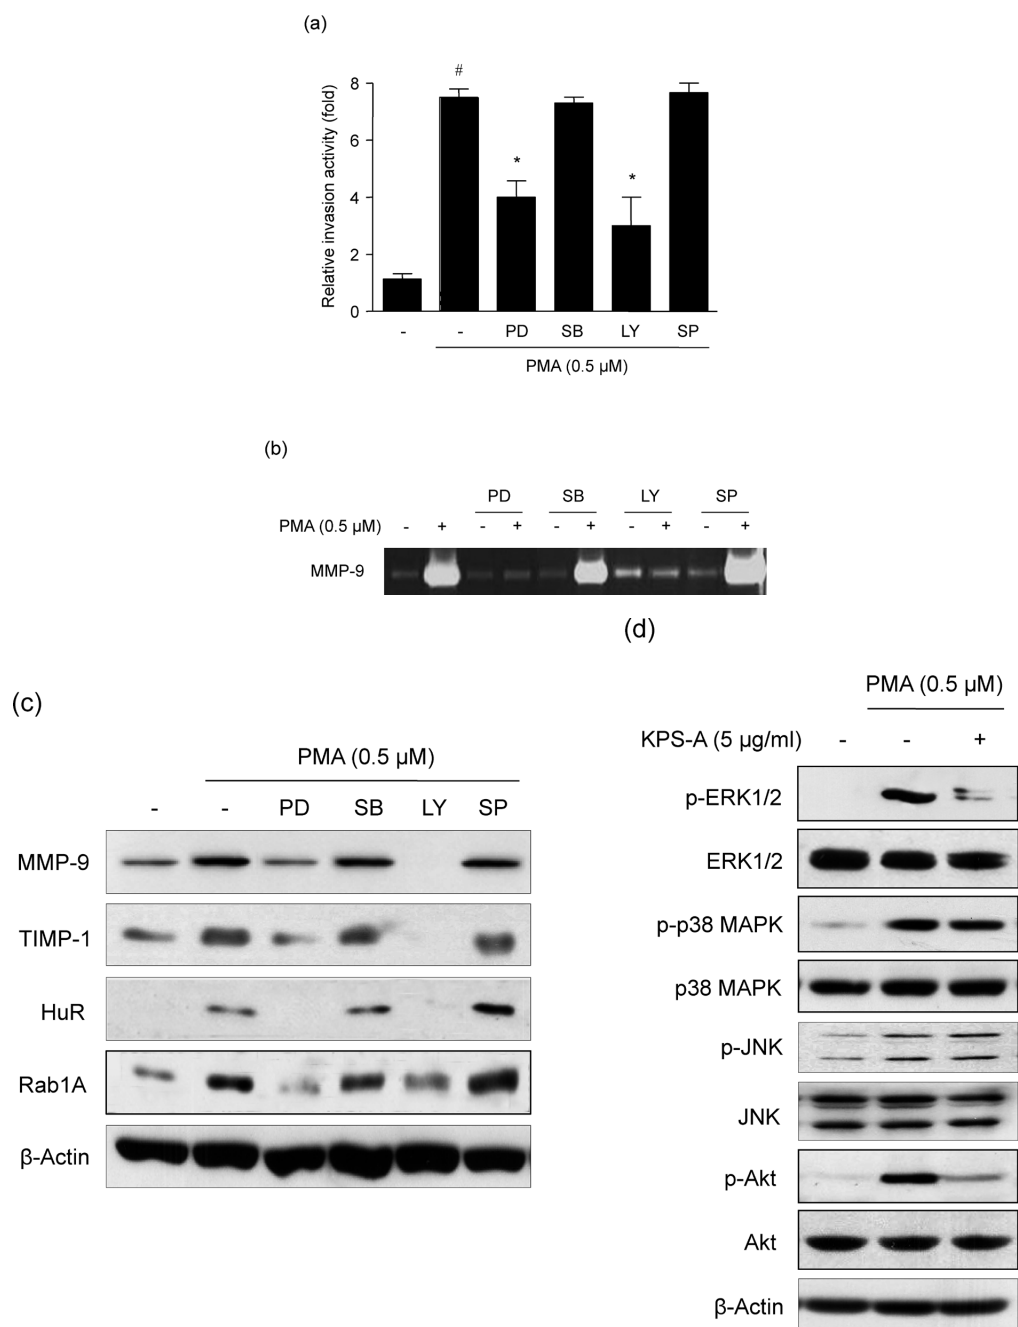 (a)
Relative invasion activity (fold)
8
6
4
2
0
#
*
*
- - PD SB LY SP
PMA (0.5 μM)
(b)
PD SB LY SP
PMA (0.5 μM) - + - + - + - + - +
MMP-9
(d)
PMA (0.5 μM)
KPS-A (5 μg/ml) - - +
p-ERK1/2
ERK1/2
p-p38 MAPK
p38 MAPK
p-JNK
JNK
p-Akt
Akt
β-Actin
(c)
PMA (0.5 μM)
- - PD SB LY SP
MMP-9
TIMP-1
HuR
Rab1A
β-Actin